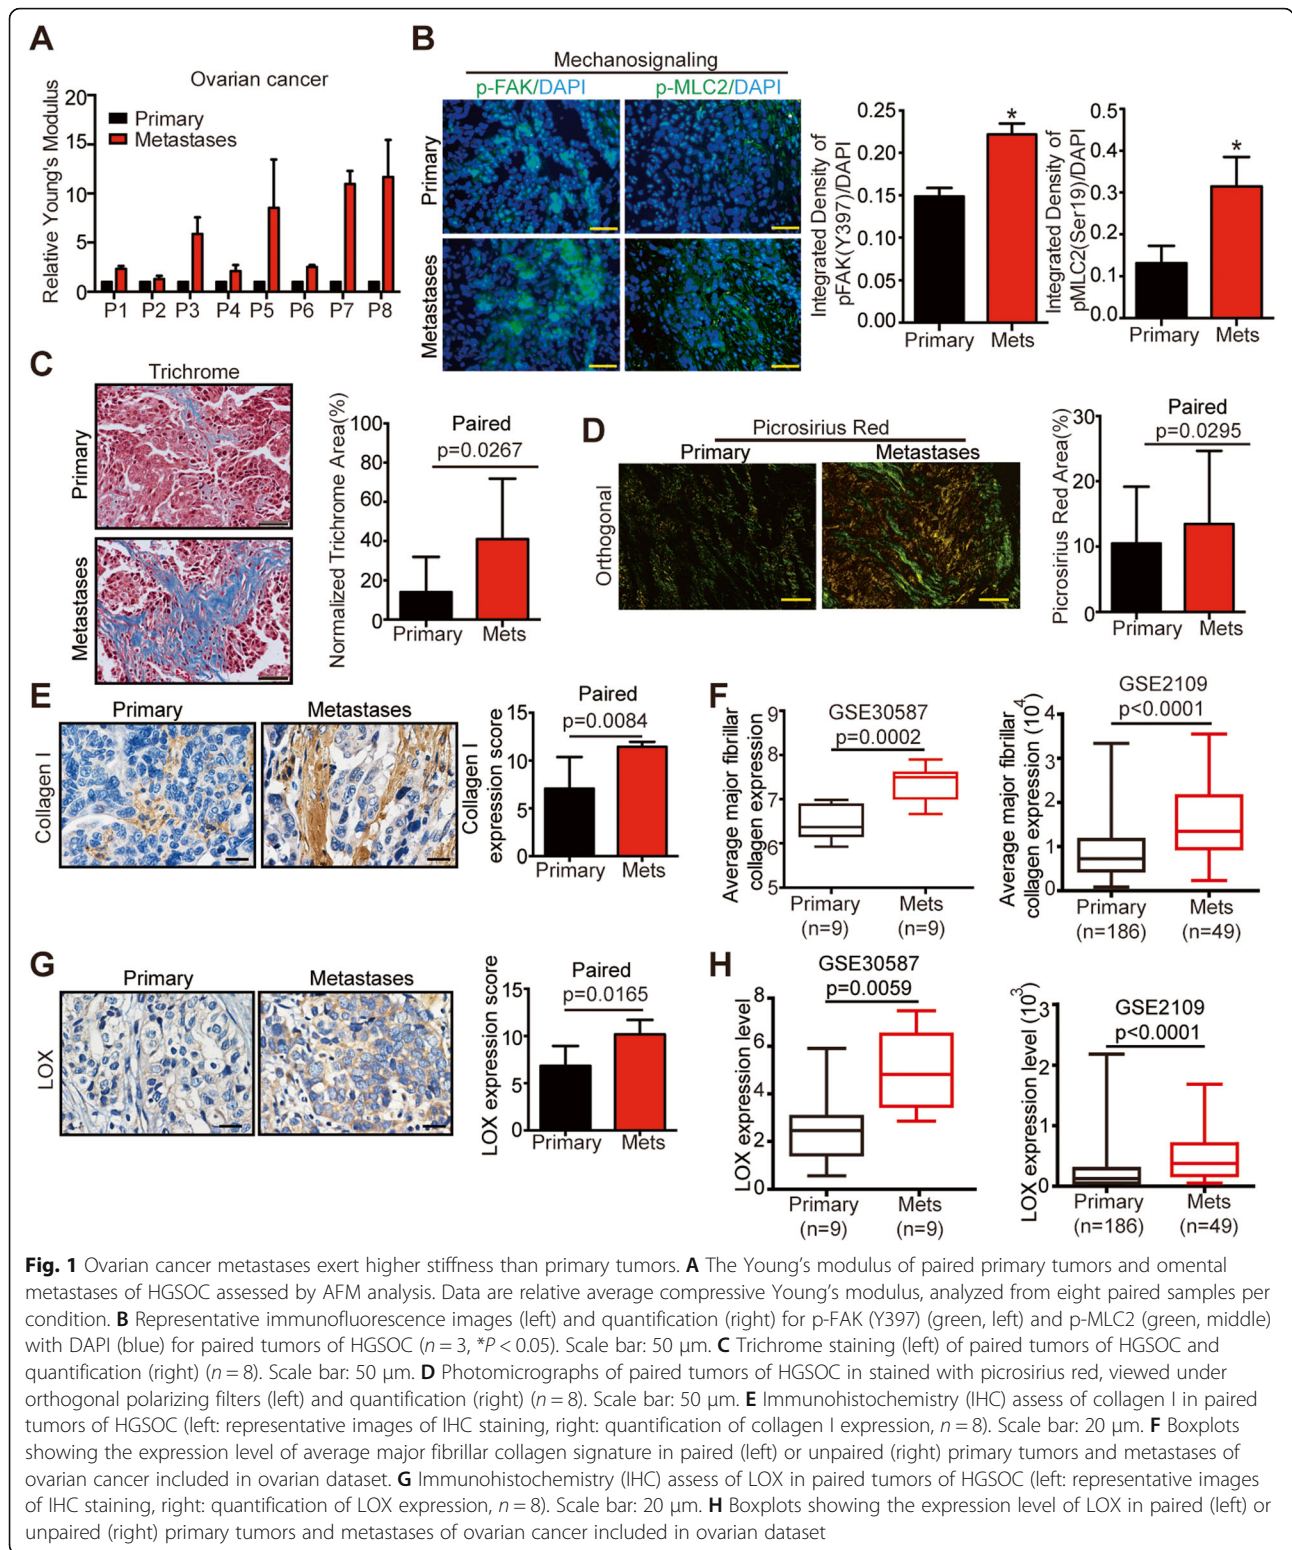 A
Ovarian cancer
Relative Young's Modulus
20
15
10
5
0
Primary
Metastases
P1 P2 P3 P4 P5 P6 P7 P8
B
Mechanosignaling
p-FAK/DAPI p-MLC2/DAPI
Primary
Metastases
Integrated Density of
pFAK(Y397)/DAPI
0.25
0.20
0.15
0.10
0.05
0.00
*
Primary Mets
Integrated Density of
pMLC2(Ser19)/DAPI
0.5
0.4
0.3
0.2
0.1
0.0
*
Primary Mets
C
Trichrome
Primary
Metastases
Normalized Trichrome Area(%)
100
80
60
40
20
0
Paired
p=0.0267
Primary Mets
D
Picrosirius Red
Primary Metastases
Orthogonal
Picrosirius Red Area(%)
30
20
10
0
Paired
p=0.0295
Primary Mets
E
Primary Metastases
Collagen I
Collagen I
expression score
15
10
5
0
Paired
p=0.0084
Primary Mets
F
Average major fibrillar
collagen expression
9
8
7
6
5
GSE30587
p=0.0002
Primary Mets
(n=9) (n=9)
Average major fibrillar
collagen expression (10⁴)
4
3
2
1
0
GSE2109
p<0.0001
Primary Mets
(n=186) (n=49)
G
Primary Metastases
LOX
LOX expression score
15
10
5
0
Paired
p=0.0165
Primary Mets
H
LOX expression level
8
6
4
2
0
GSE30587
p=0.0059
Primary Mets
(n=9) (n=9)
LOX expression level (10³)
3
2
1
0
GSE2109
p<0.0001
Primary Mets
(n=186) (n=49)
Fig. 1 Ovarian cancer metastases exert higher stiffness than primary tumors. A The Young's modulus of paired primary tumors and omental
metastases of HGSOC assessed by AFM analysis. Data are relative average compressive Young's modulus, analyzed from eight paired samples per
condition. B Representative immunofluorescence images (left) and quantification (right) for p-FAK (Y397) (green, left) and p-MLC2 (green, middle)
with DAPI (blue) for paired tumors of HGSOC (n = 3, *P < 0.05). Scale bar: 50 μm. C Trichrome staining (left) of paired tumors of HGSOC and
quantification (right) (n = 8). Scale bar: 50 μm. D Photomicrographs of paired tumors of HGSOC in stained with picrosirius red, viewed under
orthogonal polarizing filters (left) and quantification (right) (n = 8). Scale bar: 50 μm. E Immunohistochemistry (IHC) assess of collagen I in paired
tumors of HGSOC (left: representative images of IHC staining, right: quantification of collagen I expression, n = 8). Scale bar: 20 μm. F Boxplots
showing the expression level of average major fibrillar collagen signature in paired (left) or unpaired (right) primary tumors and metastases of
ovarian cancer included in ovarian dataset. G Immunohistochemistry (IHC) assess of LOX in paired tumors of HGSOC (left: representative images
of IHC staining, right: quantification of LOX expression, n = 8). Scale bar: 20 μm. H Boxplots showing the expression level of LOX in paired (left) or
unpaired (right) primary tumors and metastases of ovarian cancer included in ovarian dataset